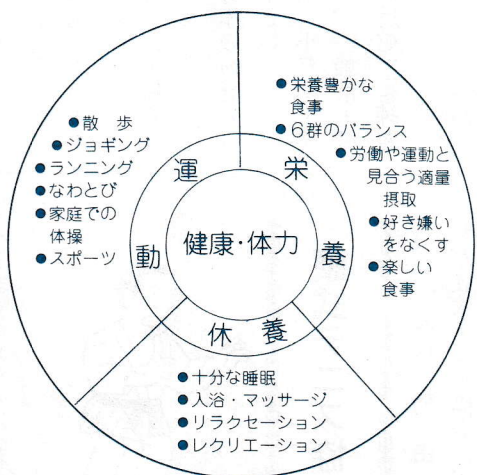 健康・体力
運動
●散　歩
●ジョギング
●ランニング
●なわとび
●家庭での
体操
●スポーツ
栄養
●栄養豊かな
食事
●6群のバランス
●労働や運動と
見合う適量
摂取
●好き嫌い
をなくす
●楽しい
食事
休養
●十分な睡眠
●入浴・マッサージ
●リラクセーション
●レクリエーション